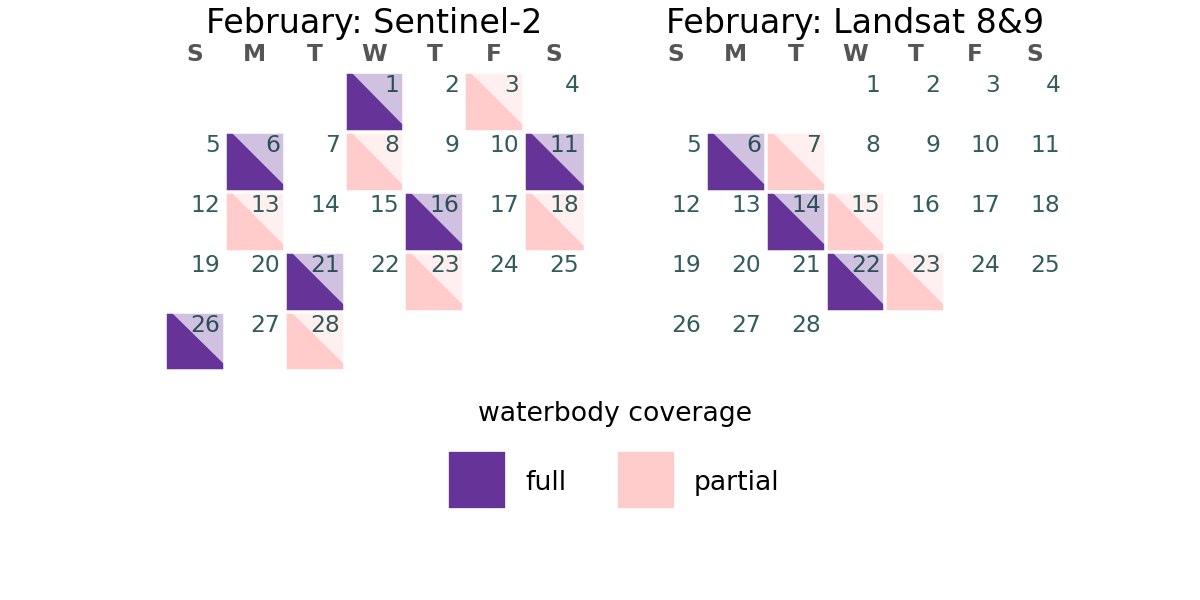 February: Sentinel-2
S M T W T F S
1 2 3 4
5 6 7 8 9 10 11
12 13 14 15 16 17 18
19 20 21 22 23 24 25
26 27 28
February: Landsat 8&9
S M T W T F S
1 2 3 4
5 6 7 8 9 10 11
12 13 14 15 16 17 18
19 20 21 22 23 24 25
26 27 28
waterbody coverage
full partial